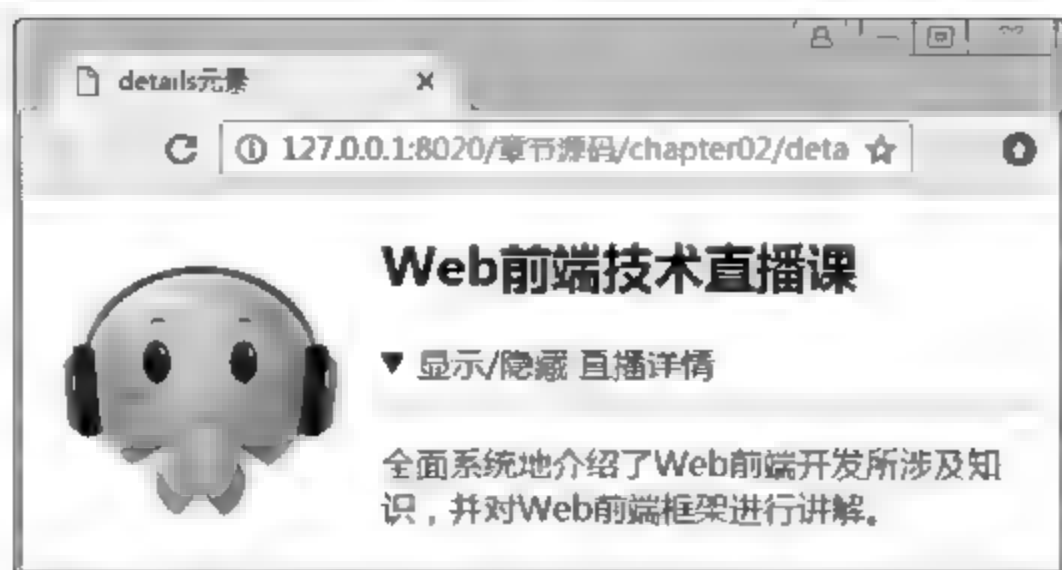 details元素
127.0.0.1:8020/章节源码/chapter02/deta
Web前端技术直播课
▼ 显示/隐藏 直播详情
全面系统地介绍了Web前端开发所涉及知
识，并对Web前端框架进行讲解。